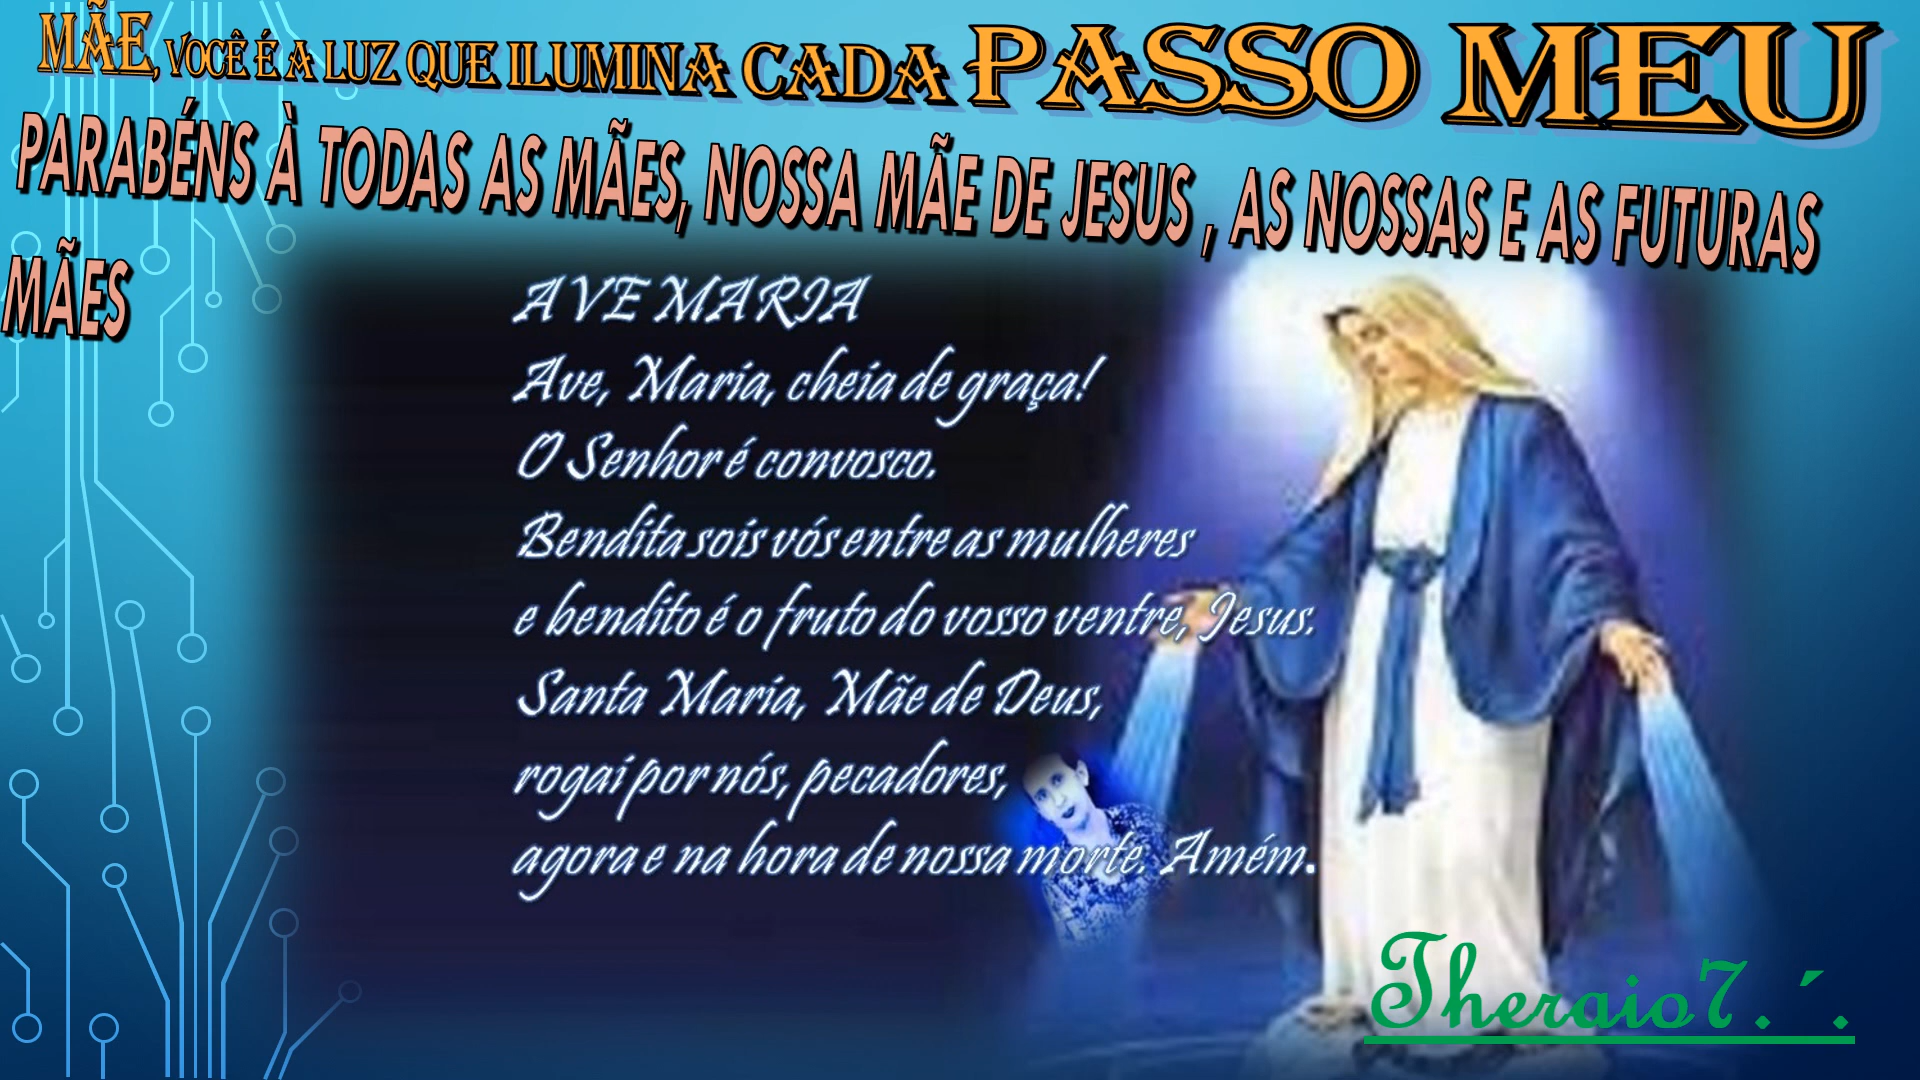 MÃE, VOCÊ É A LUZ QUE ILUMINA CADA PASSO MEU
PARABÉNS À TODAS AS MÃES, NOSSA MÃE DE JESUS , AS NOSSAS E AS FUTURAS
MÃES
AVE MARIA
Ave, Maria, cheia de graça!
O Senhor é convosco.
Bendita sois vós entre as mulheres
e bendito é o fruto do vosso ventre, Jesus.
Santa Maria, Mãe de Deus,
rogai por nós, pecadores,
agora e na hora de nossa morte. Amém.
Theraio7.´.